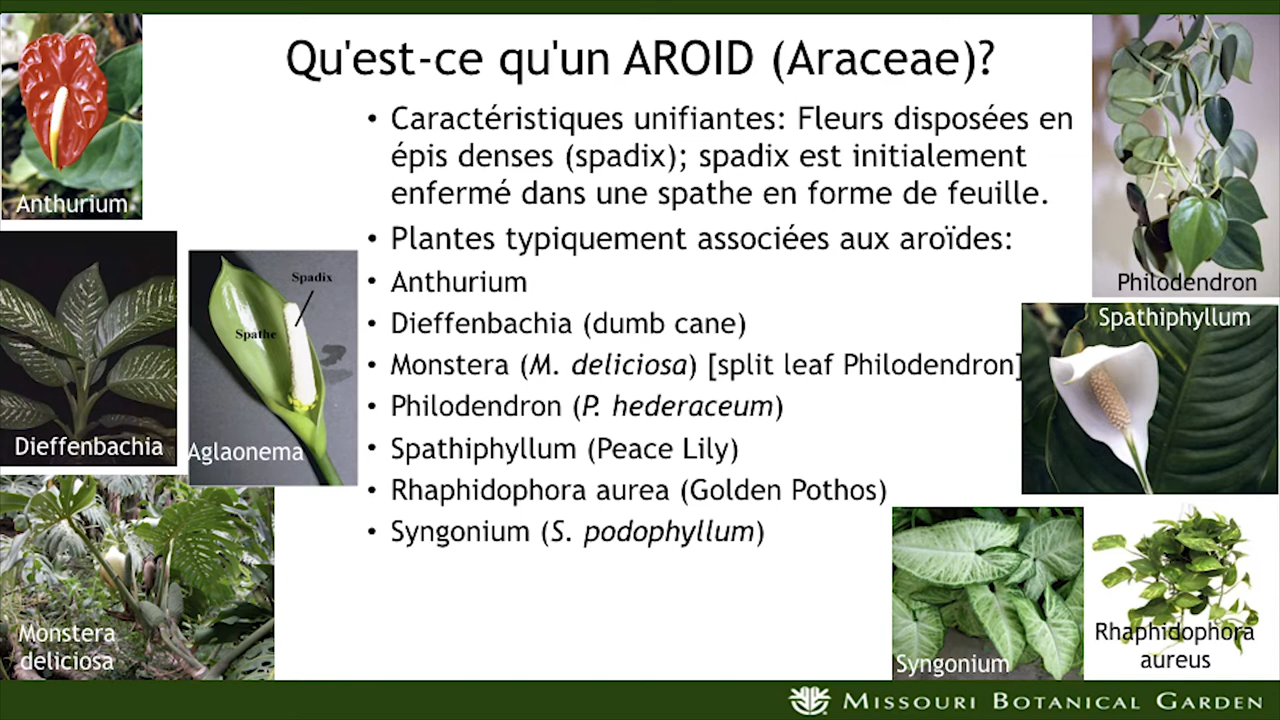 Qu'est-ce qu'un AROID (Araceae)?
• Caractéristiques unifiantes: Fleurs disposées en
épis denses (spadix); spadix est initialement
enfermé dans une spathe en forme de feuille.
• Plantes typiquement associées aux aroïdes:
• Anthurium
• Dieffenbachia (dumb cane)
• Monstera (M. deliciosa) [split leaf Philodendron]
• Philodendron (P. hederaceum)
• Spathiphyllum (Peace Lily)
• Rhaphidophora aurea (Golden Pothos)
• Syngonium (S. podophyllum)
Anthurium
Dieffenbachia
Spadix
Spathe
Aglaonema
Monstera
deliciosa
Philodendron
Spathiphyllum
Syngonium
Rhaphidophora
aureus
MISSOURI BOTANICAL GARDEN